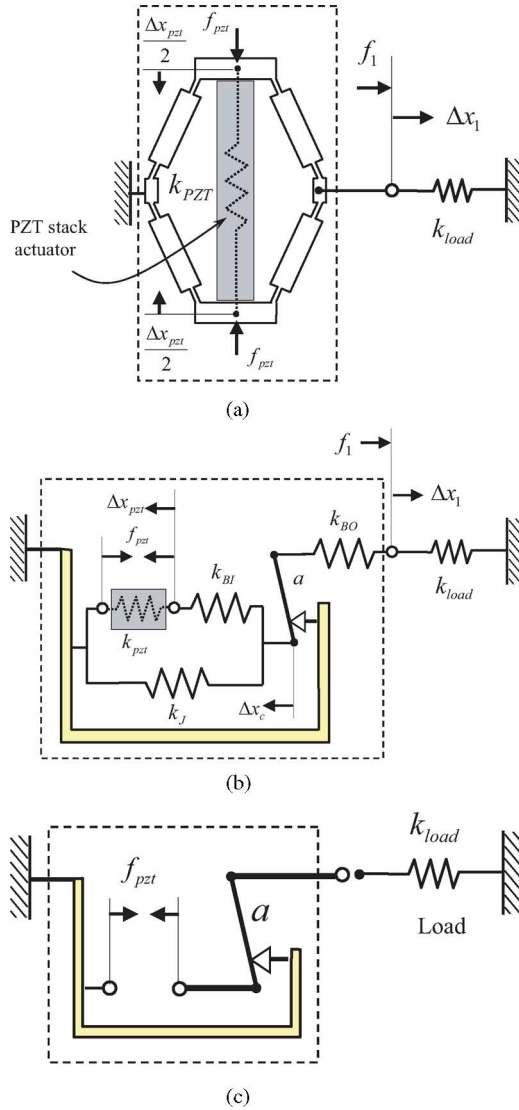 Δx_pzt
2
f_pzt
f_1
Δx_1
k_PZT
k_load
PZT stack
actuator
Δx_pzt
2
f_pzt
(a)
f_1
Δx_1
Δx_pzt
f_pzt
k_BO
k_BI
a
k_load
k_pzt
k_J
Δx_c
(b)
k_load
f_pzt
a
Load
(c)